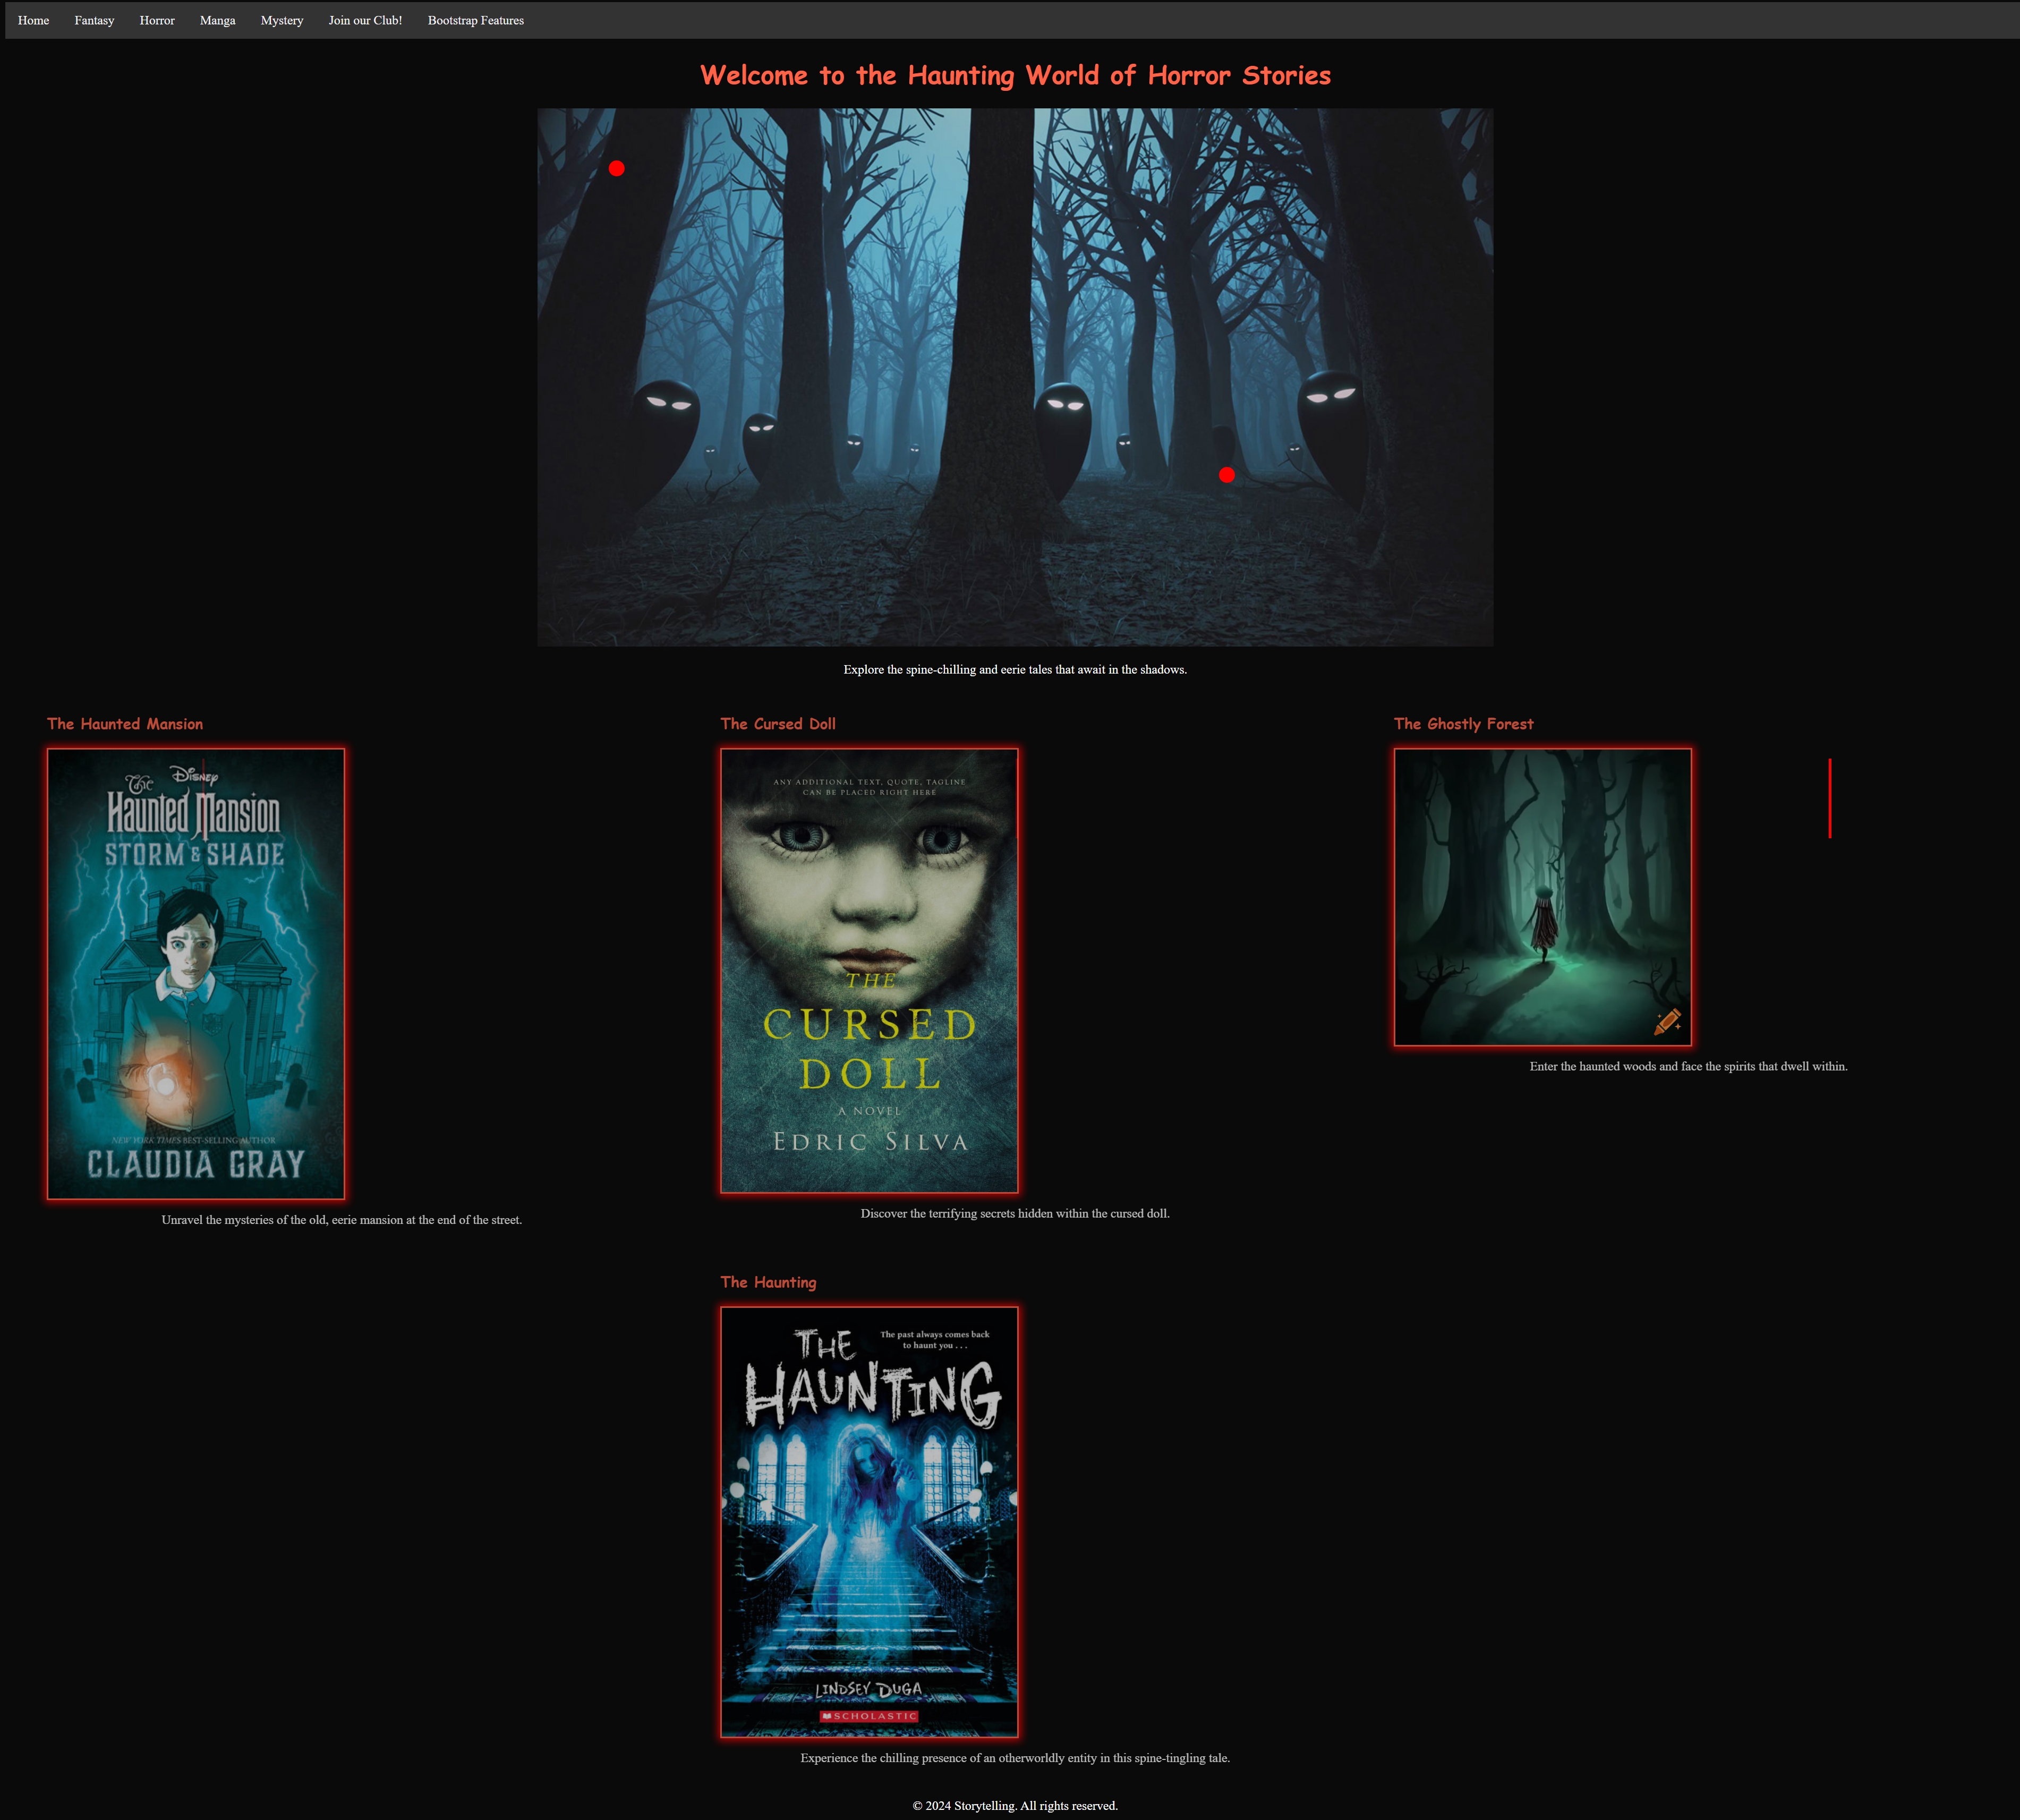 Home Fantasy Horror Manga Mystery Join our Club! Bootstrap Features
Welcome to the Haunting World of Horror Stories
Explore the spine-chilling and eerie tales that await in the shadows.
The Haunted Mansion
Disney
The
Haunted Mansion
STORM & SHADE
NEW YORK TIMES BEST-SELLING AUTHOR
CLAUDIA GRAY
Unravel the mysteries of the old, eerie mansion at the end of the street.
The Cursed Doll
ANY ADDITIONAL TEXT, QUOTE, TAGLINE
CAN BE PLACED RIGHT HERE
THE
CURSED
DOLL
A NOVEL
EDRIC SILVA
Discover the terrifying secrets hidden within the cursed doll.
The Ghostly Forest
Enter the haunted woods and face the spirits that dwell within.
The Haunting
The past always comes back
to haunt you . . .
THE
HAUNTING
LINDSEY DUGA
SCHOLASTIC
Experience the chilling presence of an otherworldly entity in this spine-tingling tale.
© 2024 Storytelling. All rights reserved.